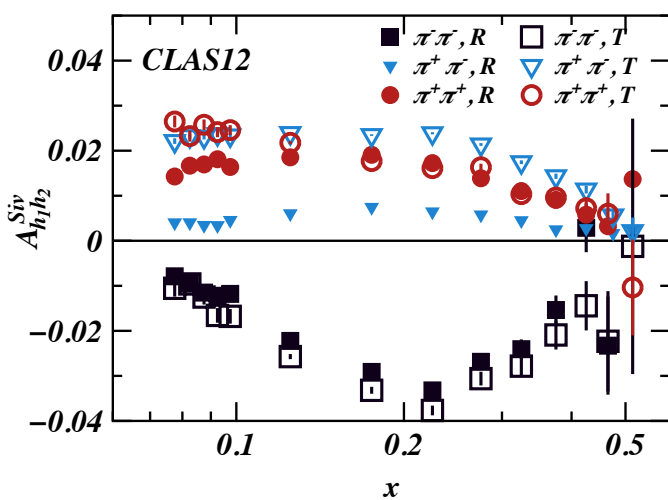 CLAS12
π⁻π⁻, R
π⁻π⁻, T
π⁺ π⁻, R
π⁺ π⁻, T
π⁺π⁺, R
π⁺π⁺, T
0.04
0.02
0
−0.02
−0.04
A^{Siv}_{h₁h₂}
0.1
0.2
0.5
x